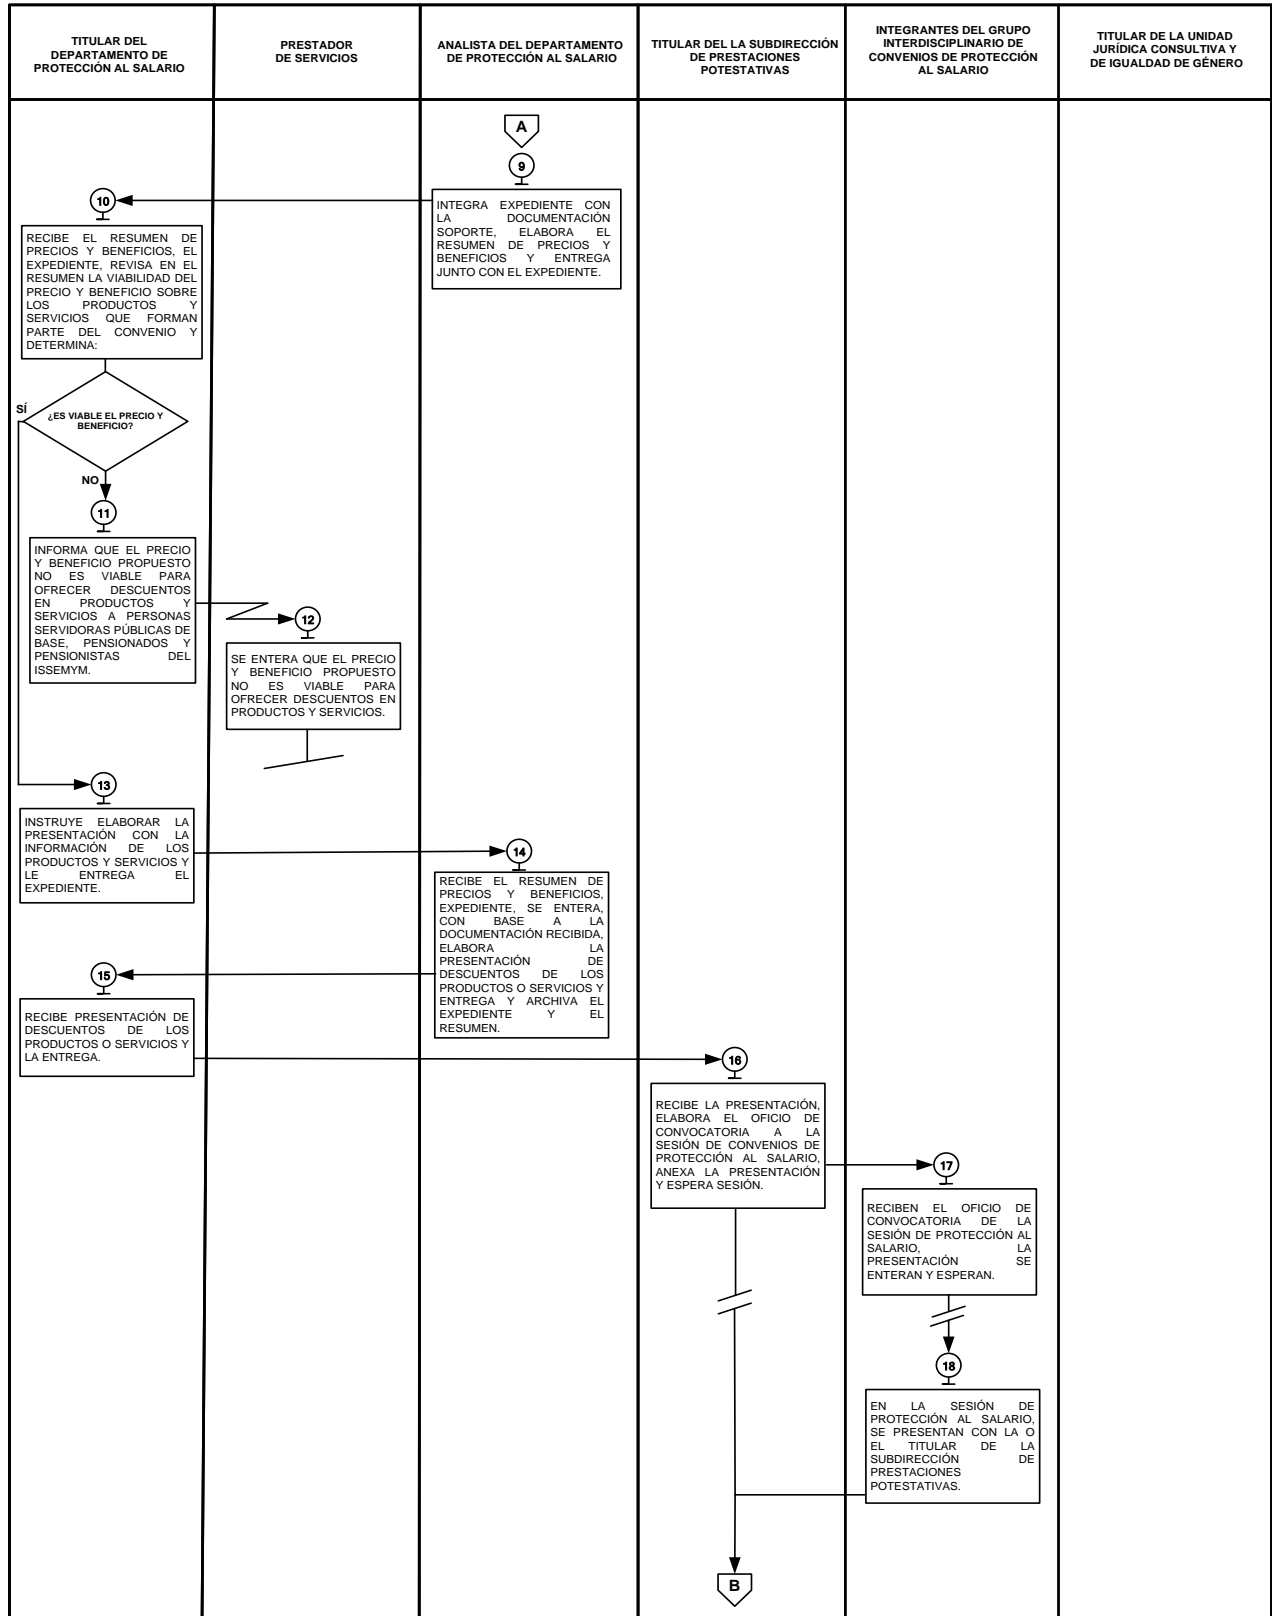 TITULAR DEL
DEPARTAMENTO DE
PROTECCIÓN AL SALARIO
PRESTADOR
DE SERVICIOS
ANALISTA DEL DEPARTAMENTO
DE PROTECCIÓN AL SALARIO
TITULAR DEL LA SUBDIRECCIÓN
DE PRESTACIONES
POTESTATIVAS
INTEGRANTES DEL GRUPO
INTERDISCIPLINARIO DE
CONVENIOS DE PROTECCIÓN
AL SALARIO
TITULAR DE LA UNIDAD
JURÍDICA CONSULTIVA Y
DE IGUALDAD DE GÉNERO
A
9
INTEGRA EXPEDIENTE CON
LA DOCUMENTACIÓN
SOPORTE, ELABORA EL
RESUMEN DE PRECIOS Y
BENEFICIOS Y ENTREGA
JUNTO CON EL EXPEDIENTE.
10
RECIBE EL RESUMEN DE
PRECIOS Y BENEFICIOS, EL
EXPEDIENTE, REVISA EN EL
RESUMEN LA VIABILIDAD DEL
PRECIO Y BENEFICIO SOBRE
LOS PRODUCTOS Y
SERVICIOS QUE FORMAN
PARTE DEL CONVENIO Y
DETERMINA:
SÍ
¿ES VIABLE EL PRECIO Y
BENEFICIO?
NO
11
INFORMA QUE EL PRECIO
Y BENEFICIO PROPUESTO
NO ES VIABLE PARA
OFRECER DESCUENTOS
EN PRODUCTOS Y
SERVICIOS A PERSONAS
SERVIDORAS PÚBLICAS DE
BASE, PENSIONADOS Y
PENSIONISTAS DEL
ISSEMYM.
12
SE ENTERA QUE EL PRECIO
Y BENEFICIO PROPUESTO
NO ES VIABLE PARA
OFRECER DESCUENTOS EN
PRODUCTOS Y SERVICIOS.
13
INSTRUYE ELABORAR LA
PRESENTACIÓN CON LA
INFORMACIÓN DE LOS
PRODUCTOS Y SERVICIOS Y
LE ENTREGA EL
EXPEDIENTE.
14
RECIBE EL RESUMEN DE
PRECIOS Y BENEFICIOS,
EXPEDIENTE, SE ENTERA,
CON BASE A LA
DOCUMENTACIÓN RECIBIDA,
ELABORA LA
PRESENTACIÓN DE
DESCUENTOS DE LOS
PRODUCTOS O SERVICIOS Y
ENTREGA Y ARCHIVA EL
EXPEDIENTE Y EL
RESUMEN.
15
RECIBE PRESENTACIÓN DE
DESCUENTOS DE LOS
PRODUCTOS O SERVICIOS Y
LA ENTREGA.
16
RECIBE LA PRESENTACIÓN,
ELABORA EL OFICIO DE
CONVOCATORIA A LA
SESIÓN DE CONVENIOS DE
PROTECCIÓN AL SALARIO,
ANEXA LA PRESENTACIÓN
Y ESPERA SESIÓN.
17
RECIBEN EL OFICIO DE
CONVOCATORIA DE LA
SESIÓN DE PROTECCIÓN AL
SALARIO, LA
PRESENTACIÓN SE
ENTERAN Y ESPERAN.
18
EN LA SESIÓN DE
PROTECCIÓN AL SALARIO,
SE PRESENTAN CON LA O
EL TITULAR DE LA
SUBDIRECCIÓN DE
PRESTACIONES
POTESTATIVAS.
B